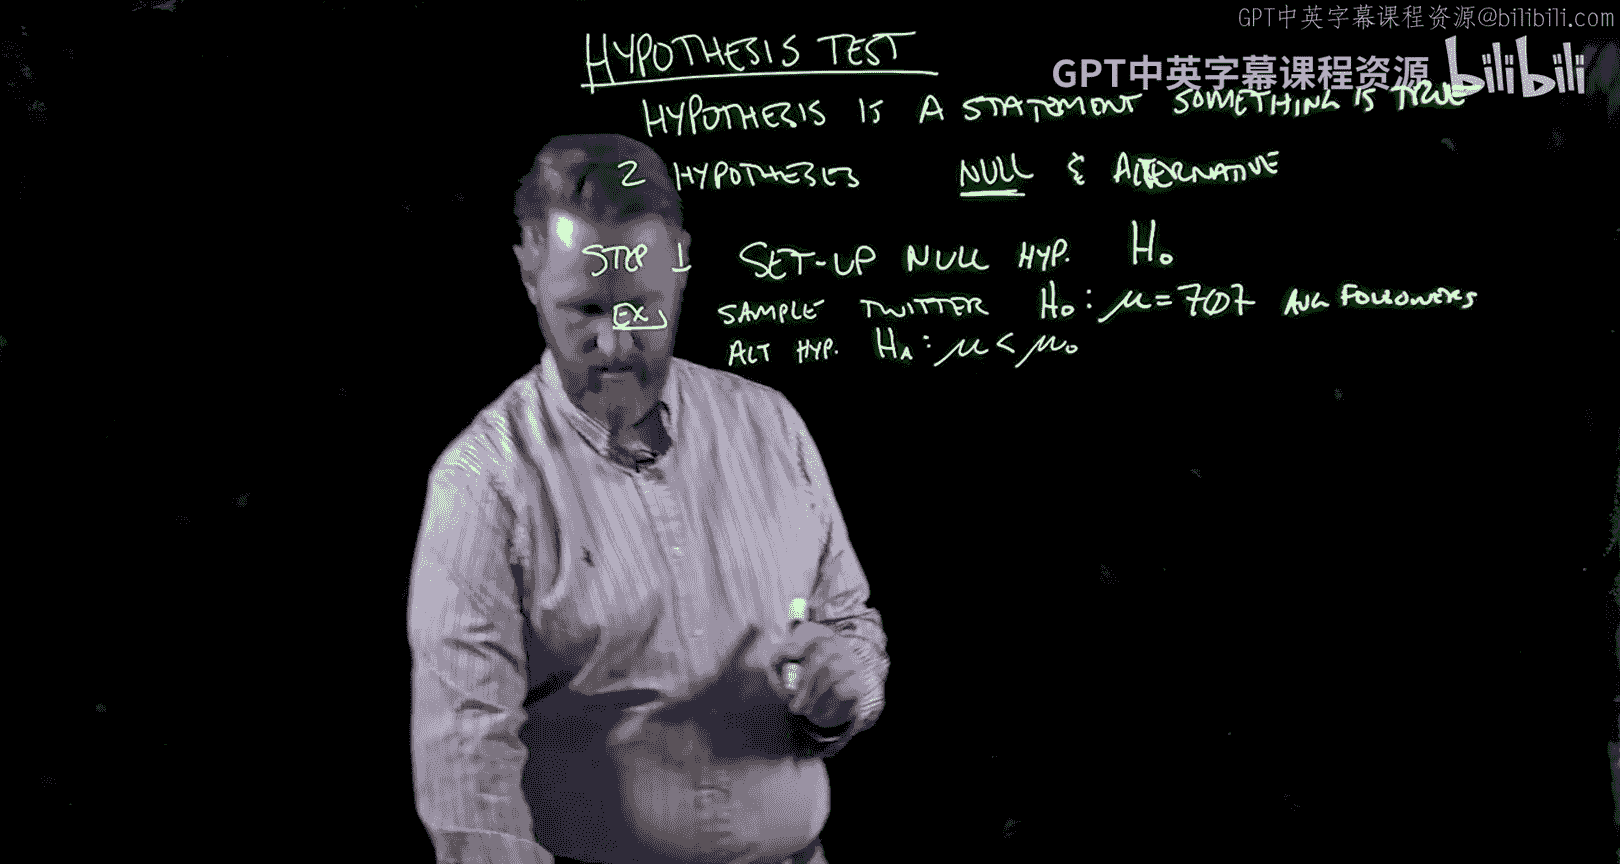 GPT中英字幕课程资源@bilibili.com
GPT中英字幕课程资源 bilibili
HYPOTHESIS TEST
HYPOTHESIS IS A STATEMENT SOMETHING IS TRUE
2 HYPOTHESES NULL & ALTERNATIVE
STEP 1 SET-UP NULL HYP. H₀
EX SAMPLE TWITTER H₀: μ = 707 AVG FOLLOWERS
ALT HYP. Hₐ: μ < μ₀